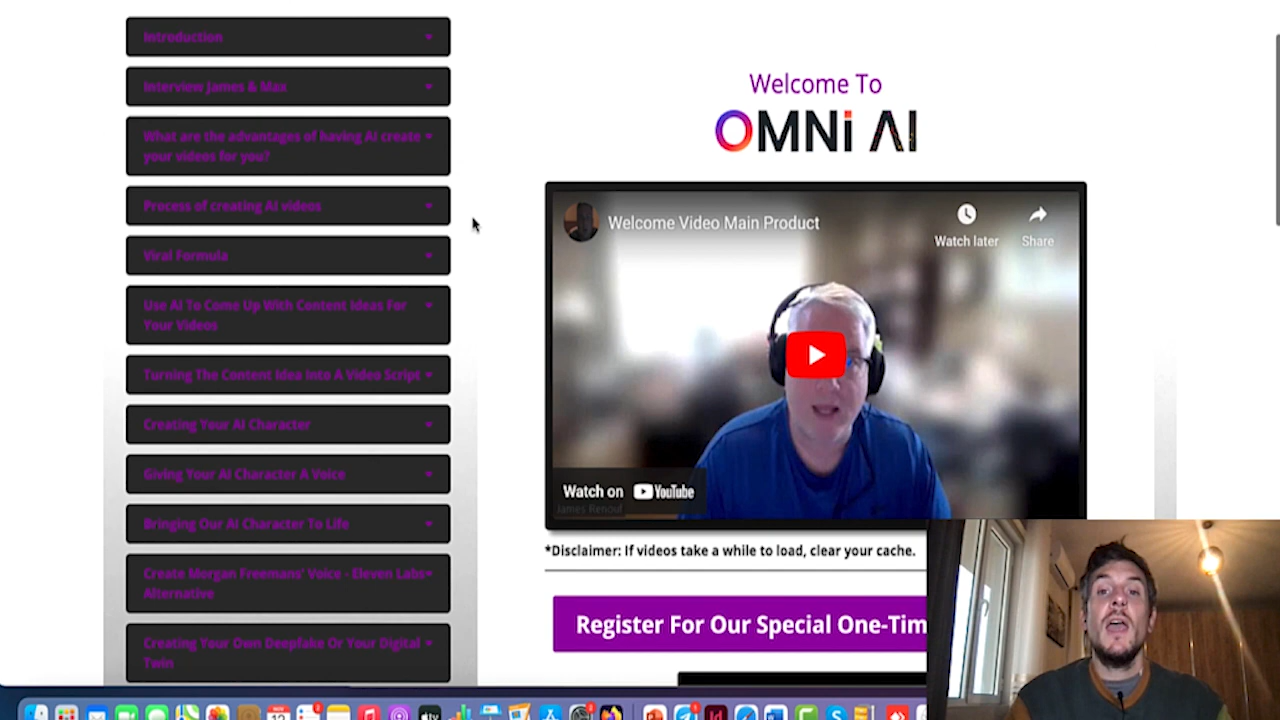 Introduction
Interview James & Max
What are the advantages of having AI create
your videos for you?
Process of creating AI videos
Viral Formula
Use AI To Come Up With Content Ideas For
Your Videos
Turning The Content Idea Into A Video Script
Creating Your AI Character
Giving Your AI Character A Voice
Bringing Our AI Character To Life
Create Morgan Freemans' Voice - Eleven Labs
Alternative
Creating Your Own Deepfake Or Your Digital
Twin
Welcome To
OMNi AI
Welcome Video Main Product
Watch later
Share
Watch on YouTube
James Renouf
*Disclaimer: If videos take a while to load, clear your cache.
Register For Our Special One-Tim